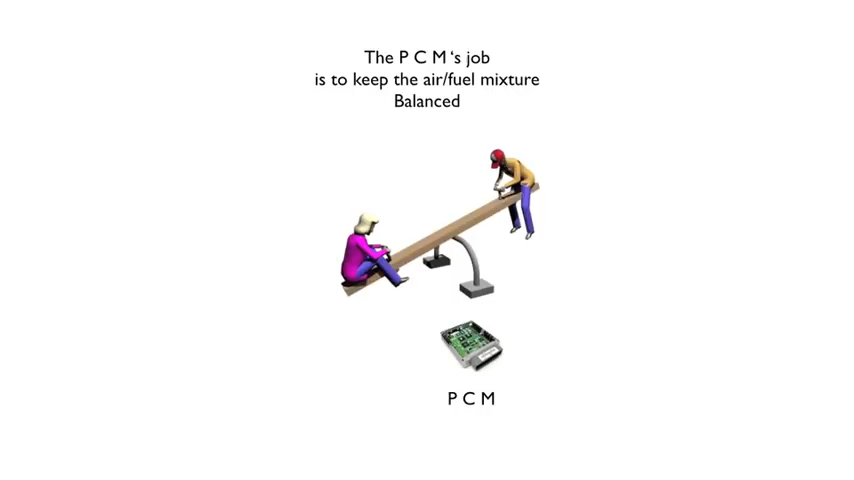 The P C M ‘s job
is to keep the air/fuel mixture
Balanced
P C M